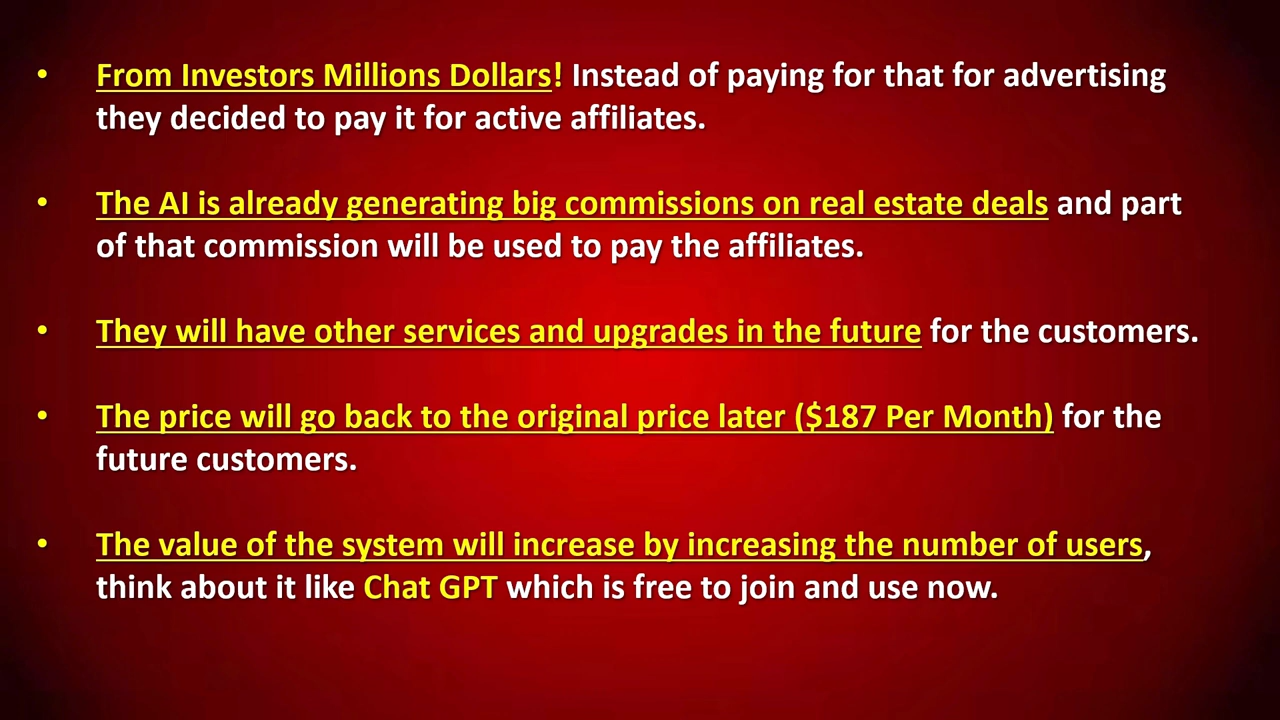 • From Investors Millions Dollars! Instead of paying for that for advertising
they decided to pay it for active affiliates.
• The AI is already generating big commissions on real estate deals and part
of that commission will be used to pay the affiliates.
• They will have other services and upgrades in the future for the customers.
• The price will go back to the original price later ($187 Per Month) for the
future customers.
• The value of the system will increase by increasing the number of users,
think about it like Chat GPT which is free to join and use now.